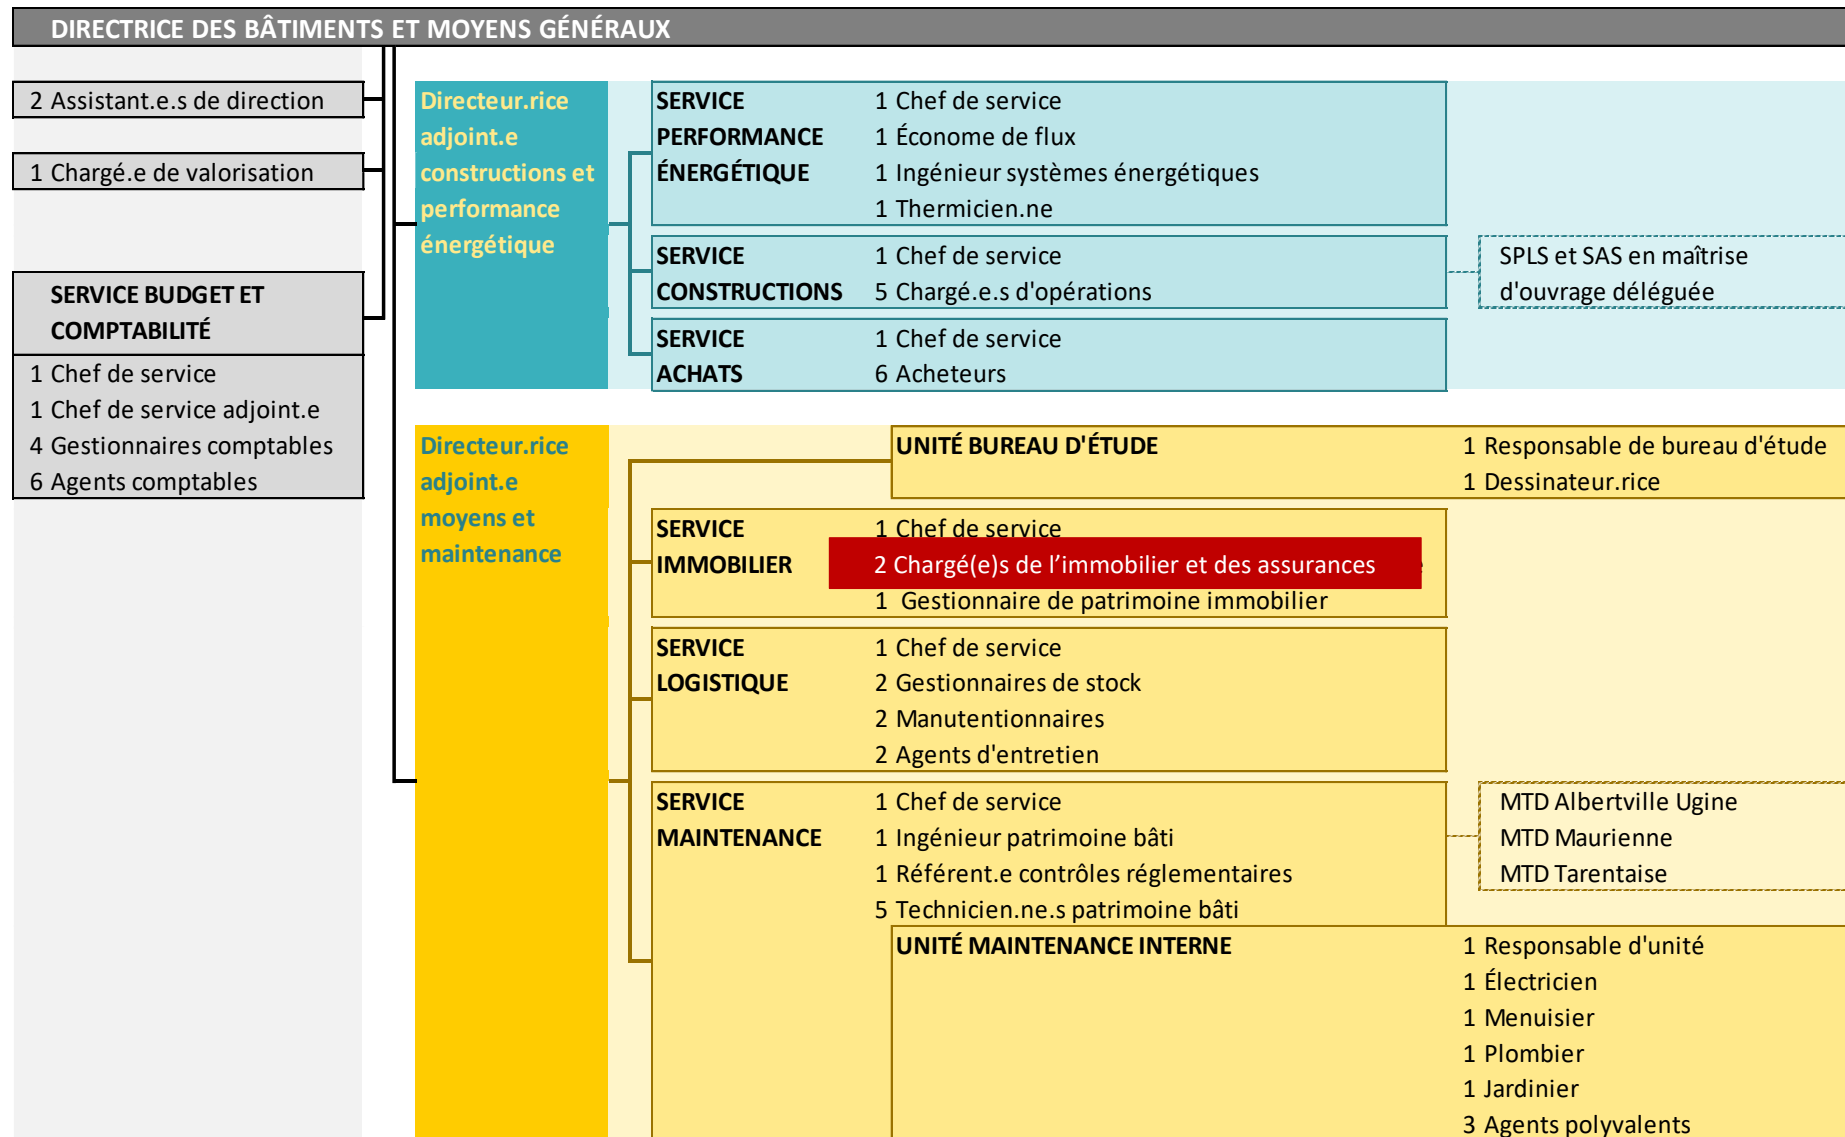 DIRECTRICE DES BÂTIMENTS ET MOYENS GÉNÉRAUX
2 Assistant.e.s de direction
1 Chargé.e de valorisation
SERVICE BUDGET ET
COMPTABILITÉ
1 Chef de service
1 Chef de service adjoint.e
4 Gestionnaires comptables
6 Agents comptables
Directeur.rice
adjoint.e
constructions et
performance
énergétique
SERVICE
PERFORMANCE
ÉNERGÉTIQUE
1 Chef de service
1 Économe de flux
1 Ingénieur systèmes énergétiques
1 Thermicien.ne
SERVICE
CONSTRUCTIONS
1 Chef de service
5 Chargé.e.s d'opérations
SPLS et SAS en maîtrise
d'ouvrage déléguée
SERVICE
ACHATS
1 Chef de service
6 Acheteurs
Directeur.rice
adjoint.e
moyens et
maintenance
UNITÉ BUREAU D'ÉTUDE
1 Responsable de bureau d'étude
1 Dessinateur.rice
SERVICE
IMMOBILIER
1 Chef de service
2 Chargé(e)s de l’immobilier et des assurances
1 Gestionnaire de patrimoine immobilier
SERVICE
LOGISTIQUE
1 Chef de service
2 Gestionnaires de stock
2 Manutentionnaires
2 Agents d'entretien
SERVICE
MAINTENANCE
1 Chef de service
1 Ingénieur patrimoine bâti
1 Référent.e contrôles réglementaires
5 Technicien.ne.s patrimoine bâti
MTD Albertville Ugine
MTD Maurienne
MTD Tarentaise
UNITÉ MAINTENANCE INTERNE
1 Responsable d'unité
1 Électricien
1 Menuisier
1 Plombier
1 Jardinier
3 Agents polyvalents